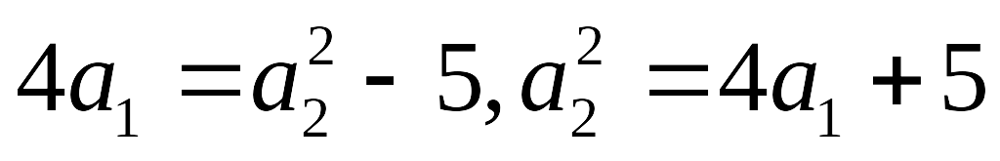 4a₁ = a₂² - 5, a₂² = 4a₁ + 5